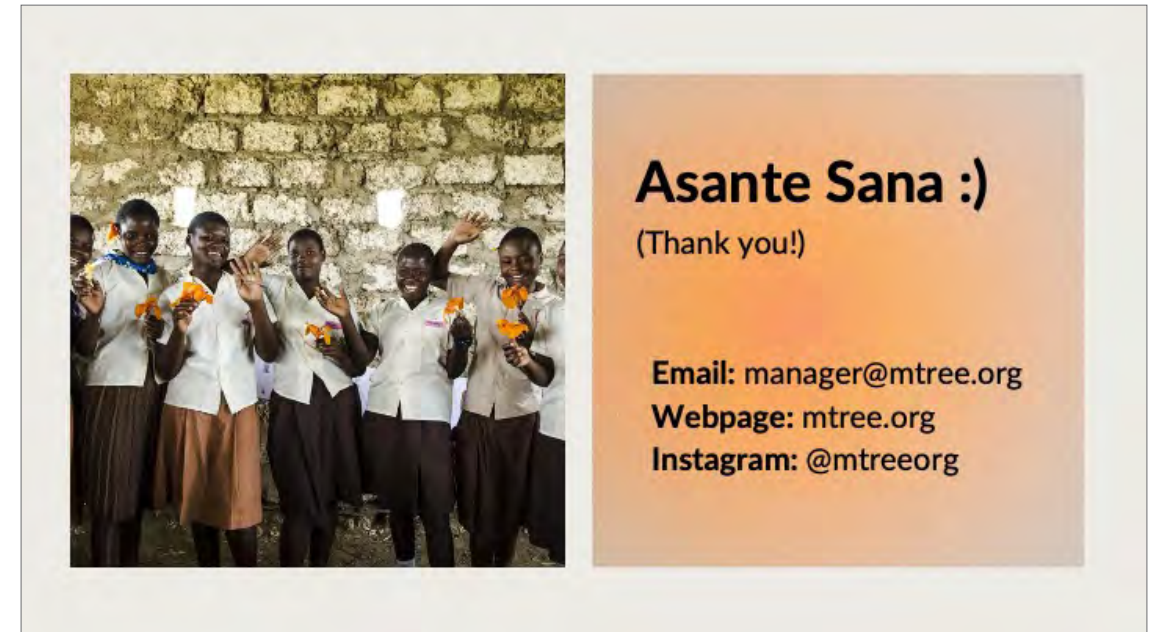 Asante Sana :)
(Thank you!)
Email: manager@mtree.org
Webpage: mtree.org
Instagram: @mtreeorg